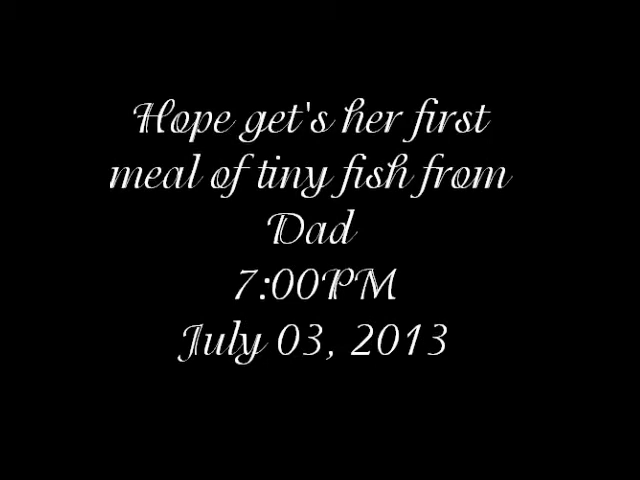 Hope get's her first
meal of tiny fish from
Dad
7:00PM
July 03, 2013